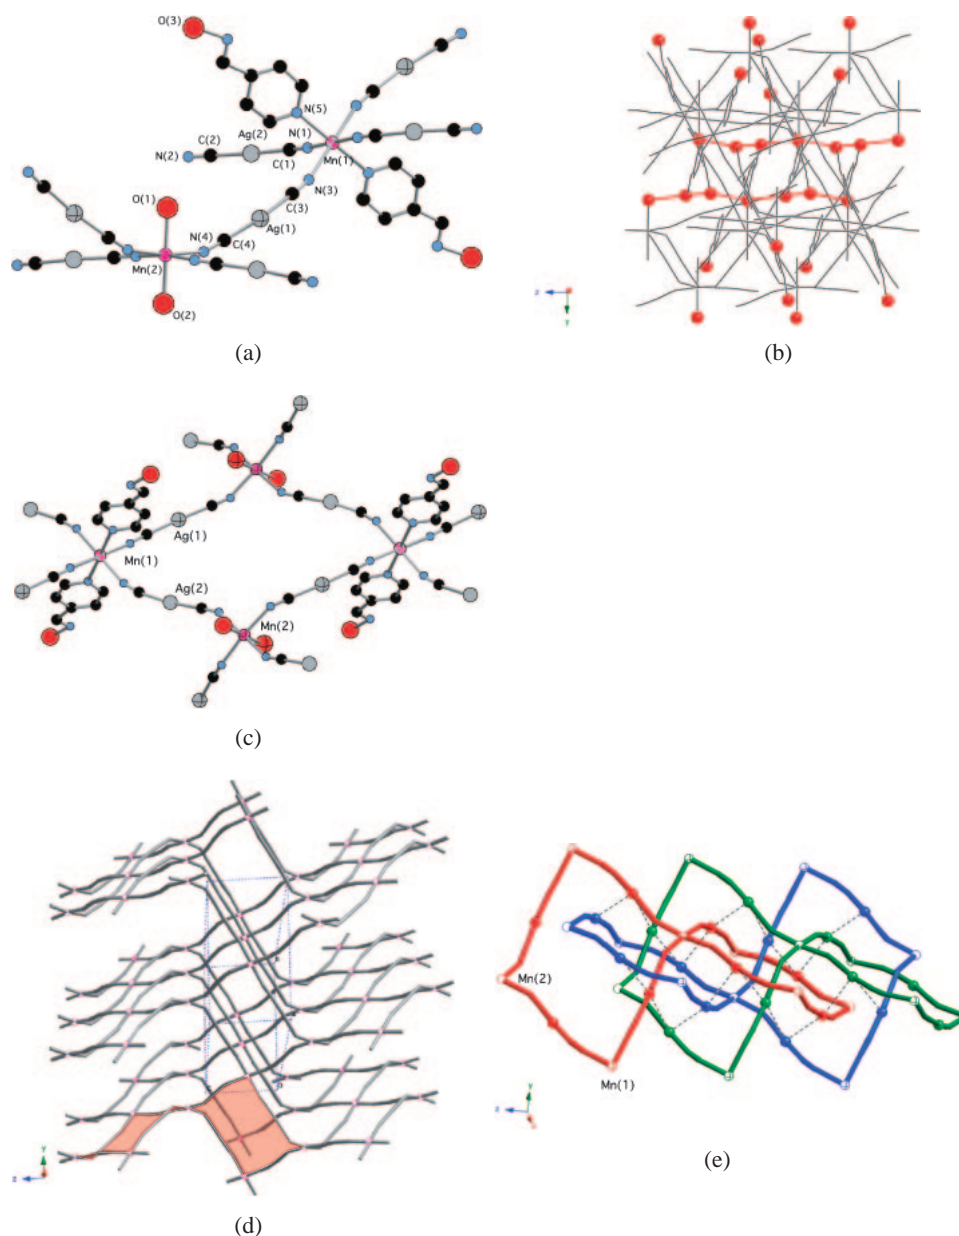 O(3)
N(5)
Ag(2)
N(1)
C(2)
N(2)
C(1)
Mn(1)
N(3)
O(1)
C(3)
Ag(1)
N(4)
C(4)
Mn(2)
O(2)
z
y
(a)
(b)
Ag(1)
Mn(1)
Ag(2)
Mn(2)
(c)
Mn(2)
Mn(1)
y
z
y
z
(e)
(d)